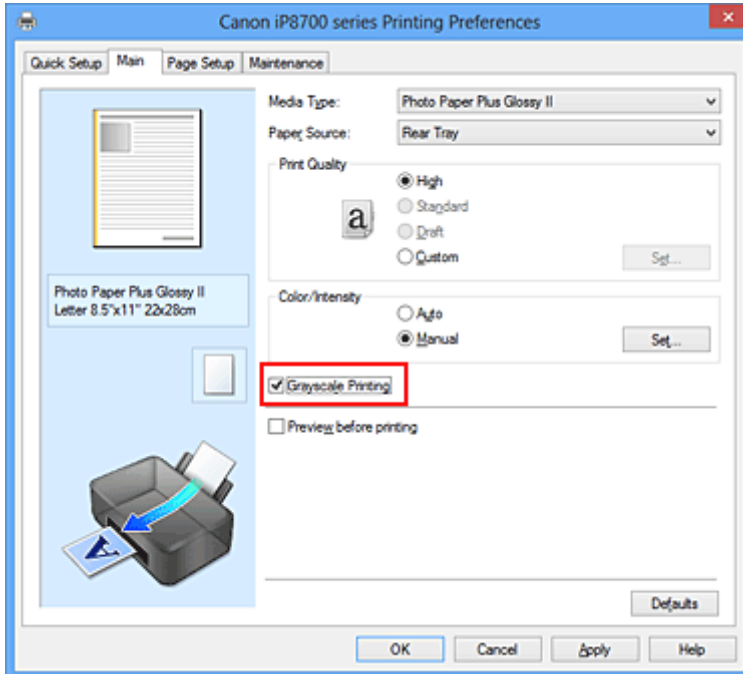 Canon iP8700 series Printing Preferences
Quick Setup Main Page Setup Maintenance
Media Type: Photo Paper Plus Glossy II
Paper Source: Rear Tray
Print Quality
High
a Standard
Draft
Custom Set...
Photo Paper Plus Glossy II
Letter 8.5"x11" 22x28cm
Color/Intensity
Auto
Manual Set...
Grayscale Printing
Preview before printing
A
Defaults
OK Cancel Apply Help